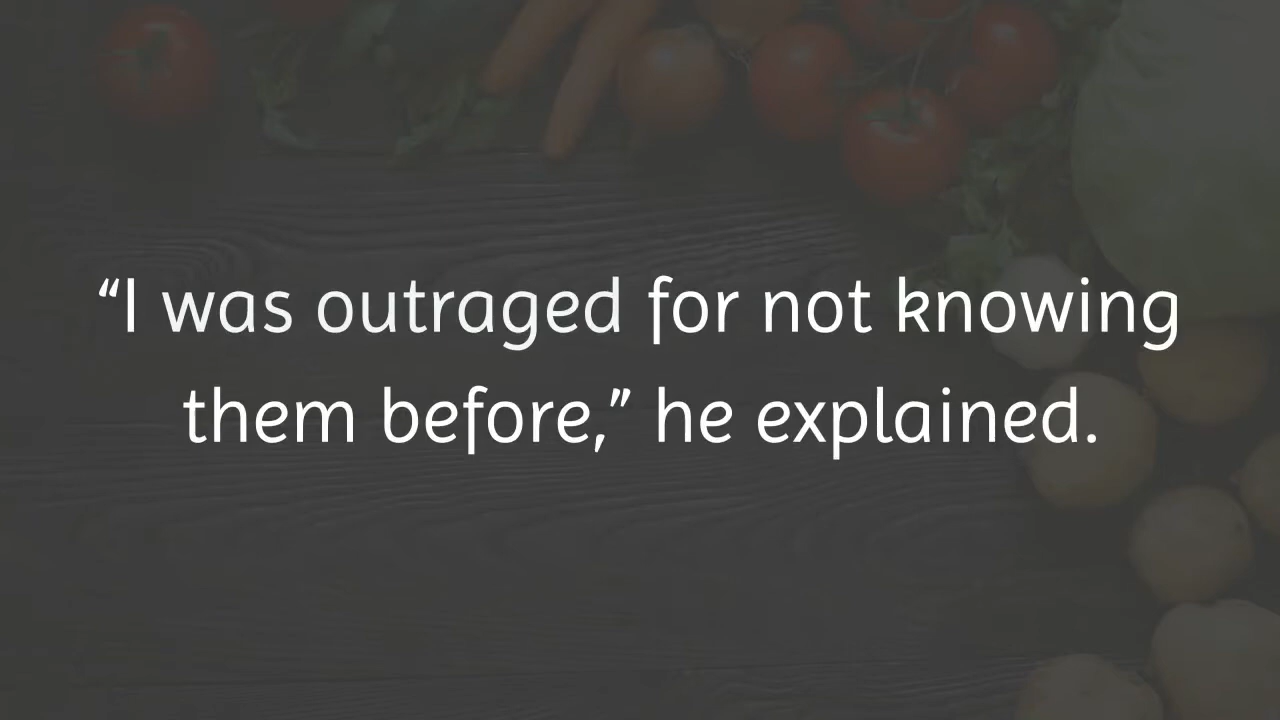 “I was outraged for not knowing
them before,” he explained.